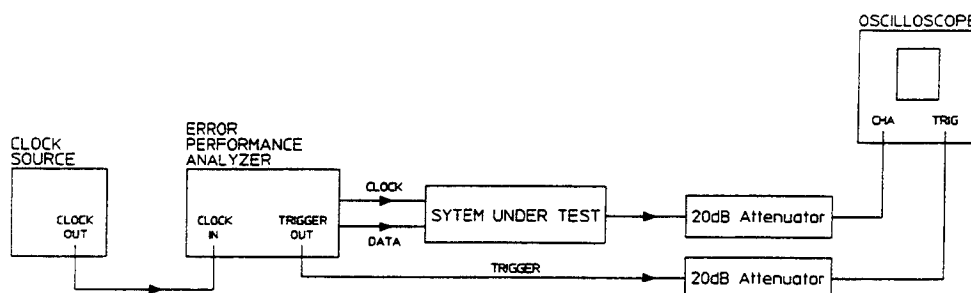 OSCILLOSCOPE
CHA
TRIG
ERROR
PERFORMANCE
ANALYZER
CLOCK
SOURCE
CLOCK
OUT
CLOCK
IN
TRIGGER
OUT
CLOCK
DATA
SYTEM UNDER TEST
20dB Attenuator
TRIGGER
20dB Attenuator